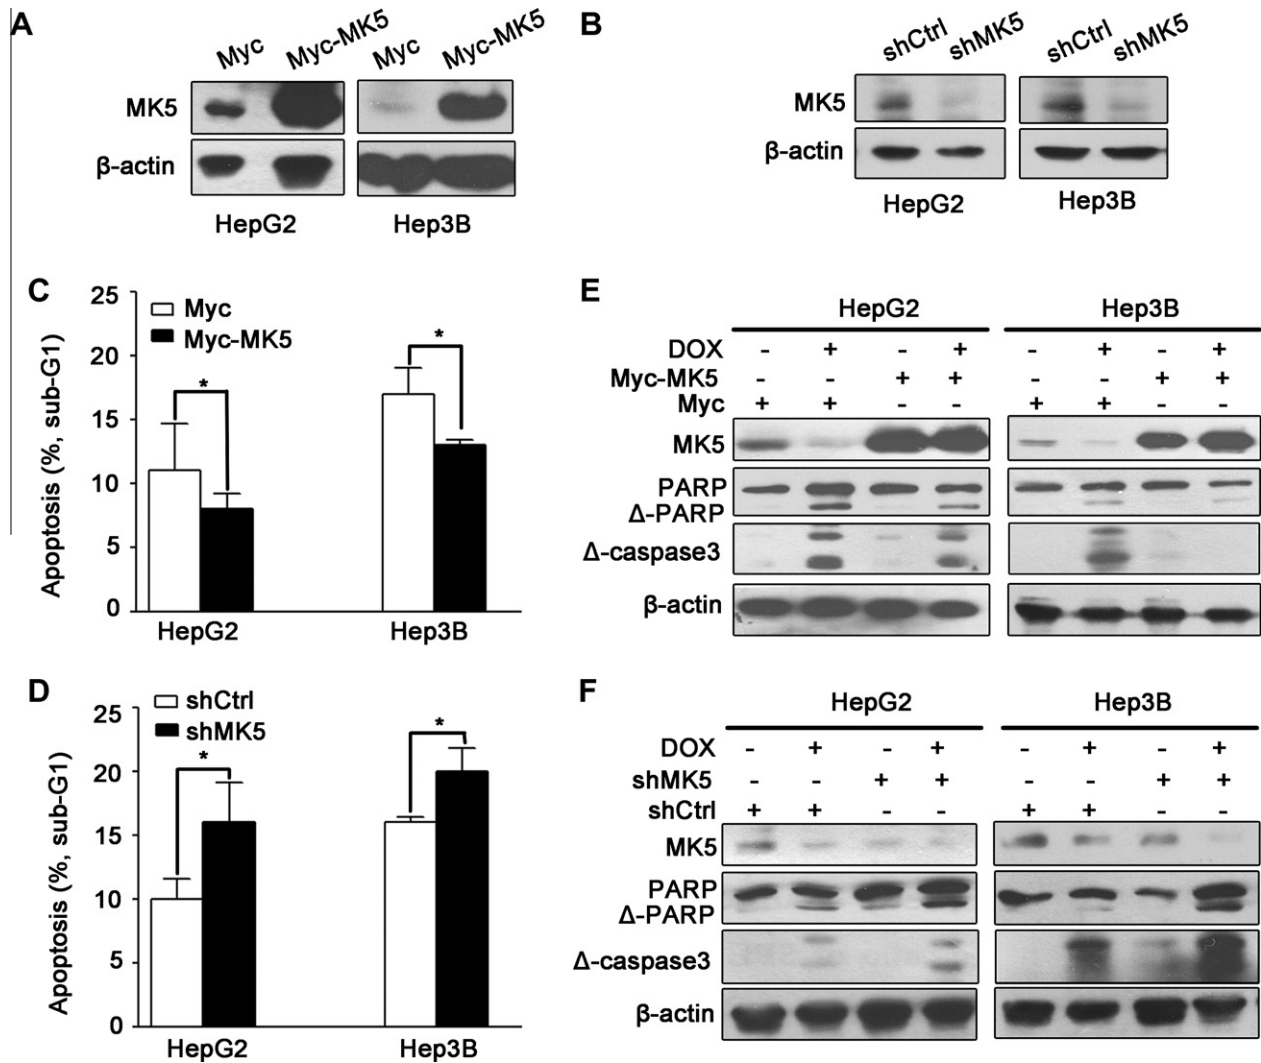 A
Myc Myc-MK5 Myc Myc-MK5
MK5
β-actin
HepG2 Hep3B
B
shCtrl shMK5 shCtrl shMK5
MK5
β-actin
HepG2 Hep3B
C
Apoptosis (%, sub-G1)
25
20
15
10
5
0
Myc
Myc-MK5
* *
HepG2 Hep3B
D
Apoptosis (%, sub-G1)
25
20
15
10
5
0
shCtrl
shMK5
* *
HepG2 Hep3B
E
HepG2 Hep3B
DOX - + - + - + - +
Myc-MK5 - - + + - - + +
Myc + + - - + + - -
MK5
PARP
Δ-PARP
Δ-caspase3
β-actin
F
HepG2 Hep3B
DOX - + - + - + - +
shMK5 - - + + - - + +
shCtrl + + - - + + - -
MK5
PARP
Δ-PARP
Δ-caspase3
β-actin